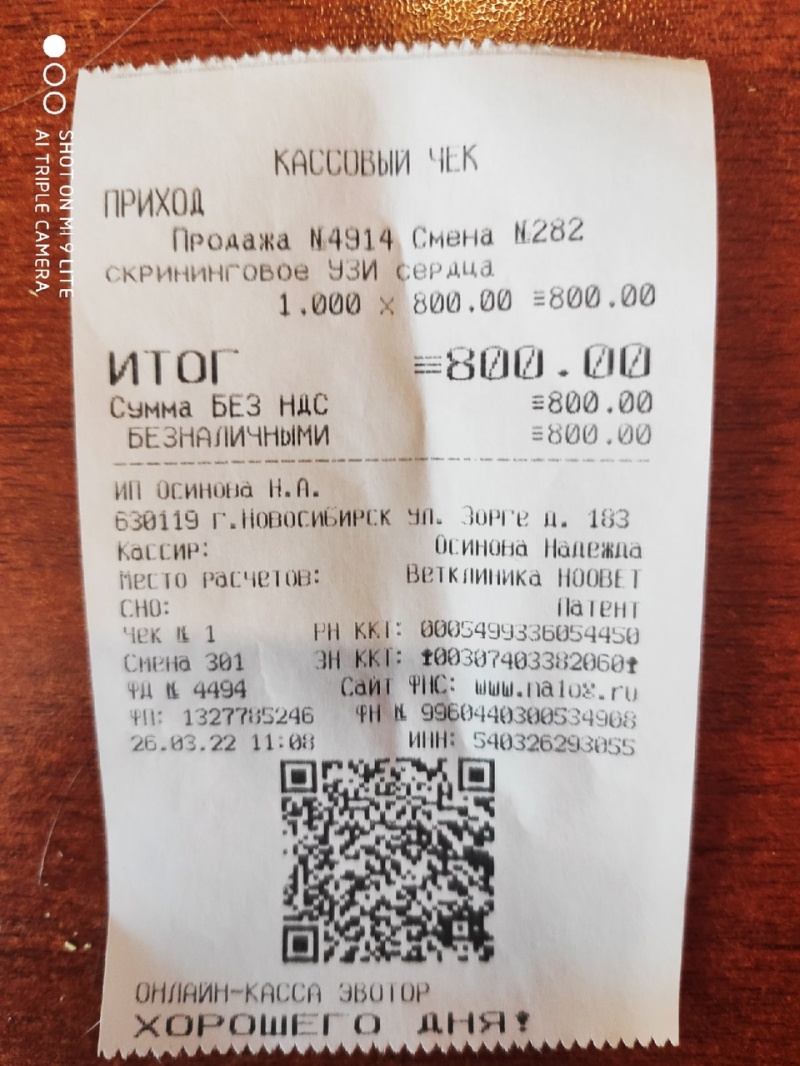 SHOT ON MI 9 LITE
AI TRIPLE CAMERA
КАССОВЫЙ ЧЕК
ПРИХОД
Продажа №4914 Смена №282
скрининговое УЗИ сердца
1.000 x 800.00 ≡800.00
ИТОГ ≡800.00
Сумма БЕЗ НДС ≡800.00
БЕЗНАЛИЧНЫМИ ≡800.00
ИП Осинова Н.А.
630119 г.Новосибирск ул. Зорге д. 183
Кассир: Осинова Надежда
Место расчетов: Ветклиника НООВЕТ
СНО: Патент
Чек № 1 РН ККТ: 0005499336054450
Смена 301 ЗН ККТ: *00307403382060*
ФД № 4494 Сайт ФНС: www.nalog.ru
ФП: 1327785246 ФН № 9960440300534908
26.03.22 11:08 ИНН: 540326293055
ОНЛАЙН-КАССА ЭВОТОР
ХОРОШЕГО ДНЯ!